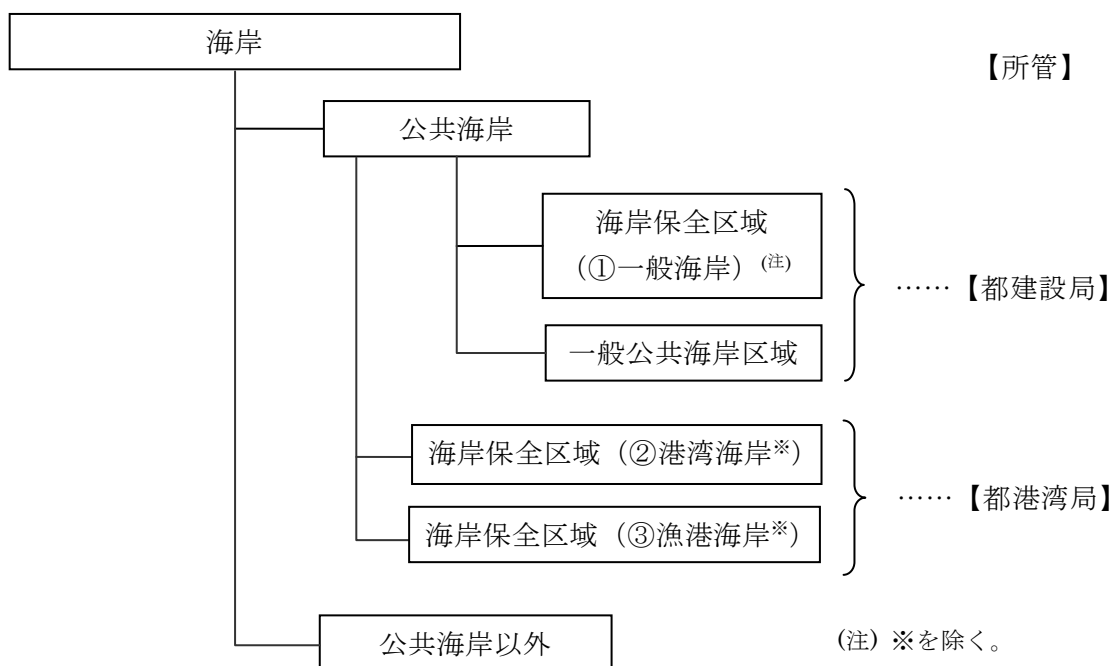 海岸
【所管】
公共海岸
海岸保全区域
(①一般海岸)(注)
……【都建設局】
一般公共海岸区域
海岸保全区域(②港湾海岸※)
……【都港湾局】
海岸保全区域(③漁港海岸※)
公共海岸以外
(注) ※を除く。